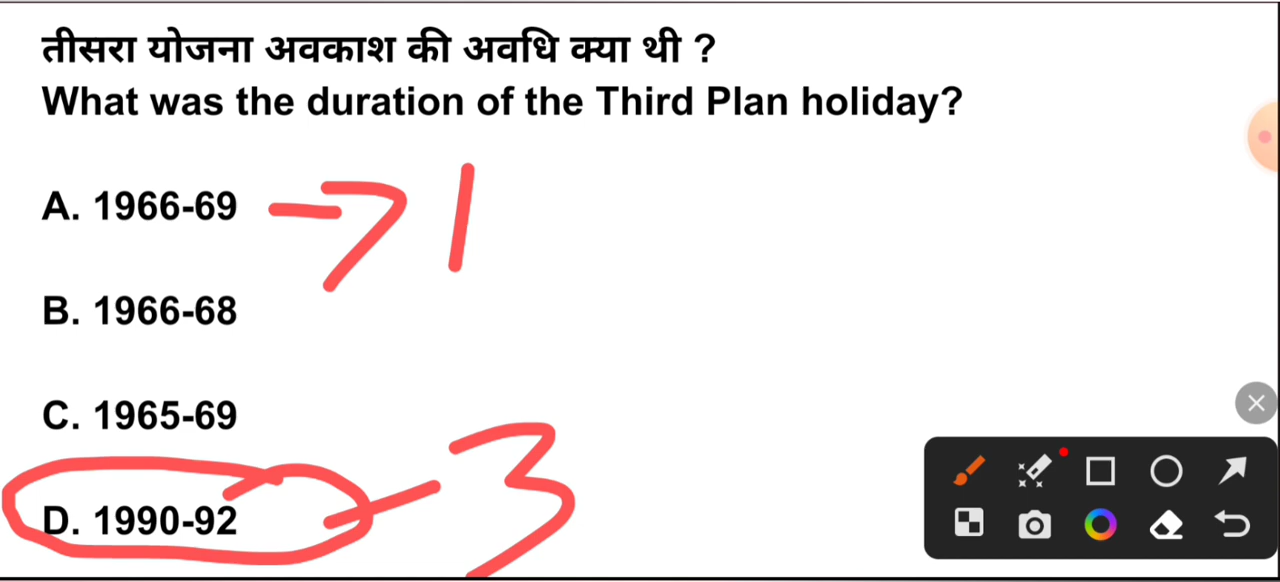 तीसरा योजना अवकाश की अवधि क्या थी ?
What was the duration of the Third Plan holiday?
A. 1966-69 → 1
B. 1966-68
C. 1965-69
D. 1990-92 - 3